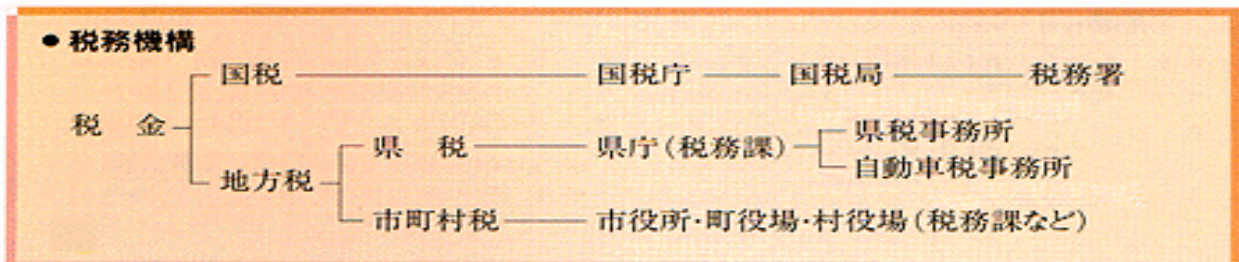 ● 税務機構
国税 国税庁 国税局 税務署
税 金
県税事務所
県 税 県庁(税務課)
自動車税事務所
地方税
市町村税 市役所・町役場・村役場(税務課など)